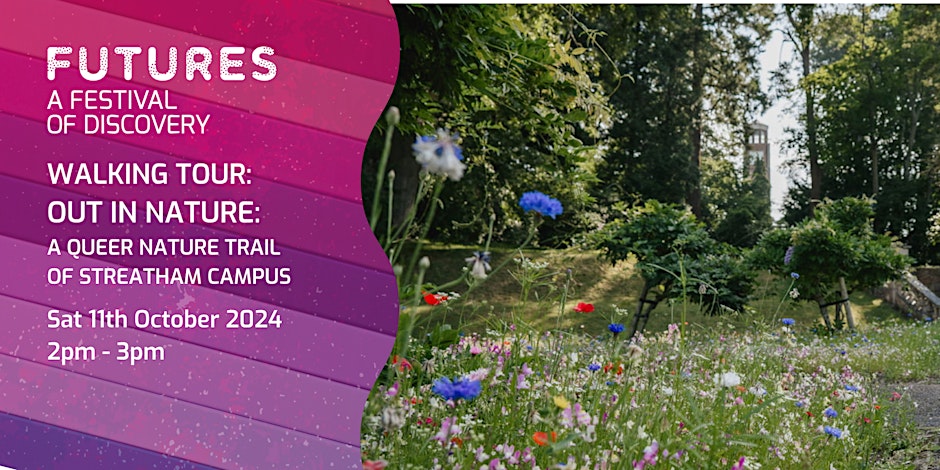 FUTURES
A FESTIVAL
OF DISCOVERY
WALKING TOUR:
OUT IN NATURE:
A QUEER NATURE TRAIL
OF STREATHAM CAMPUS
Sat 11th October 2024
2pm - 3pm